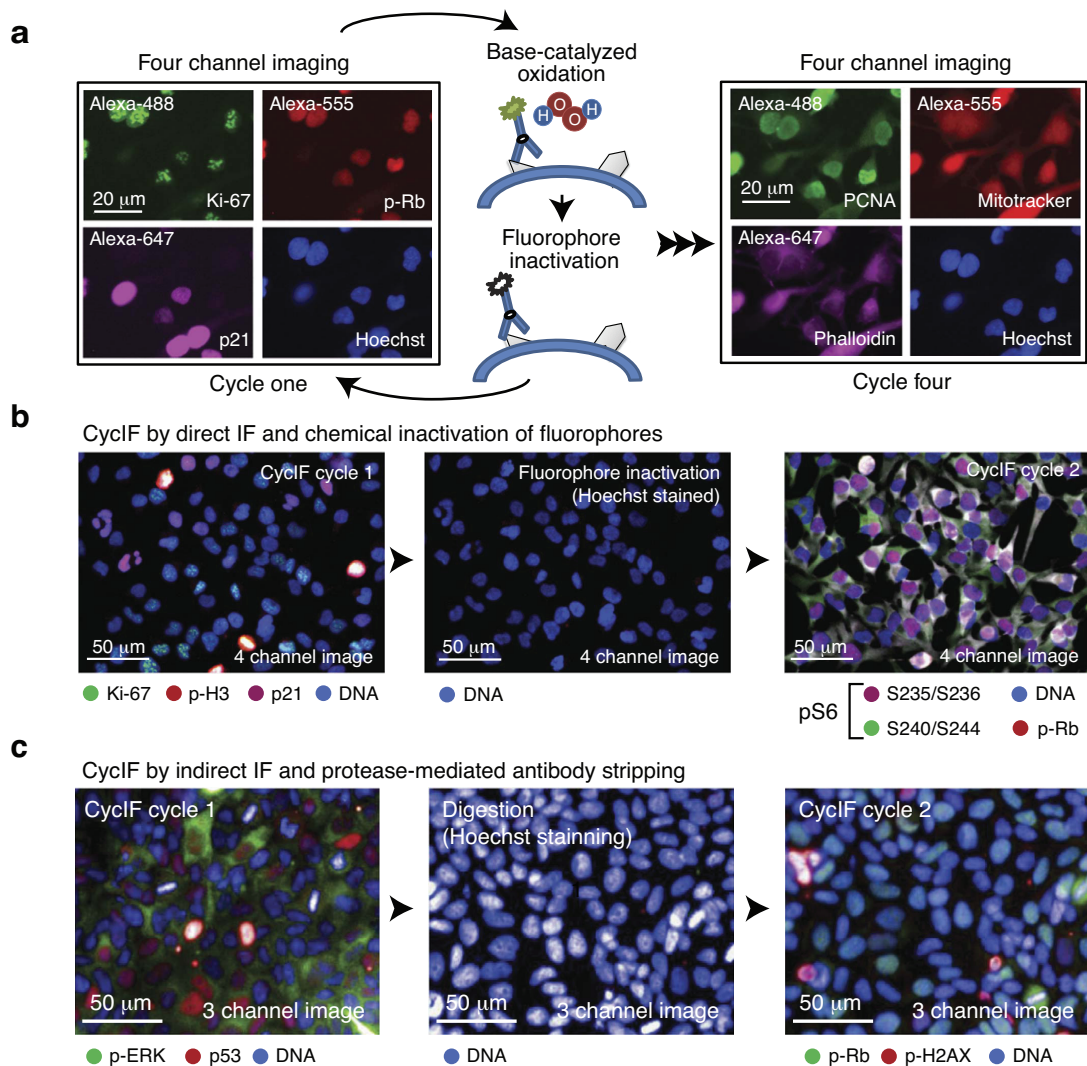 a
Four channel imaging
Alexa-488
Alexa-555
20 μm
Ki-67
p-Rb
Alexa-647
p21
Hoechst
Cycle one
Base-catalyzed
oxidation
H
O
O
H
Fluorophore
inactivation
Four channel imaging
Alexa-488
Alexa-555
20 μm
PCNA
Mitotracker
Alexa-647
Phalloidin
Hoechst
Cycle four
b
CycIF by direct IF and chemical inactivation of fluorophores
CycIF cycle 1
50 μm
4 channel image
Ki-67 p-H3 p21 DNA
Fluorophore inactivation
(Hoechst stained)
50 μm
4 channel image
DNA
CycIF cycle 2
50 μm
4 channel image
pS6
S235/S236 DNA
S240/S244 p-Rb
c
CycIF by indirect IF and protease-mediated antibody stripping
CycIF cycle 1
50 μm
3 channel image
p-ERK p53 DNA
Digestion
(Hoechst stainning)
50 μm
3 channel image
DNA
CycIF cycle 2
50 μm
3 channel image
p-Rb p-H2AX DNA